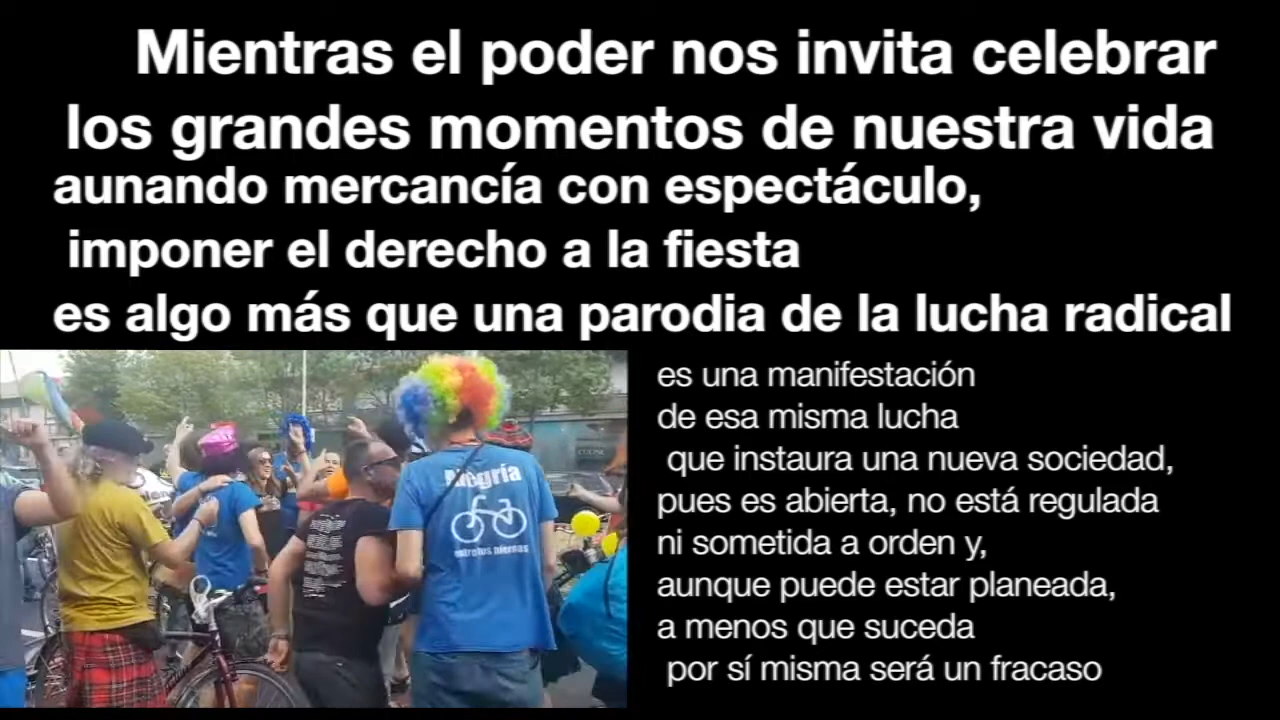 Mientras el poder nos invita celebrar
los grandes momentos de nuestra vida
aunando mercancía con espectáculo,
imponer el derecho a la fiesta
es algo más que una parodia de la lucha radical
es una manifestación
de esa misma lucha
que instaura una nueva sociedad,
pues es abierta, no está regulada
ni sometida a orden y,
aunque puede estar planeada,
a menos que suceda
por sí misma será un fracaso
Alegría
entre tus piernas